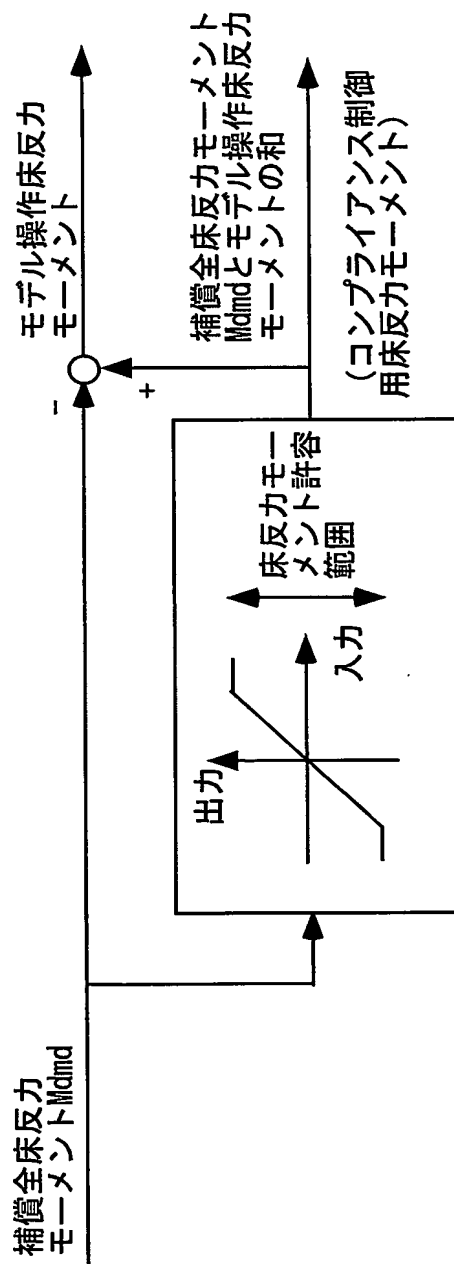 補償全床反力
モーメントMdmd
-
+
モデル操作床反力
モーメント
補償全床反力モーメント
Mdmdとモデル操作床反力
モーメントの和
(コンプライアンス制御
用床反力モーメント)
出力
入力
床反力モー
メント許容
範囲